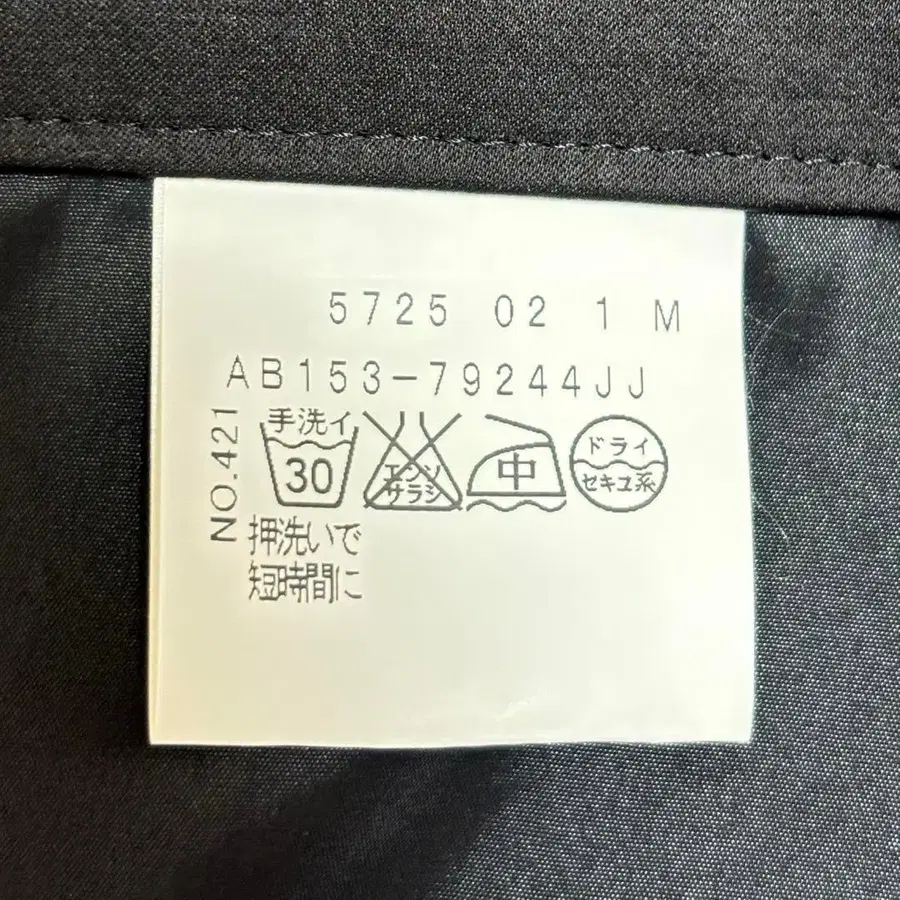 5725 02 1 M
AB153-79244JJ
NO.421
手洗イ
30
エンソ
サラシ
中
ドライ
セキユ系
押洗いで
短時間に